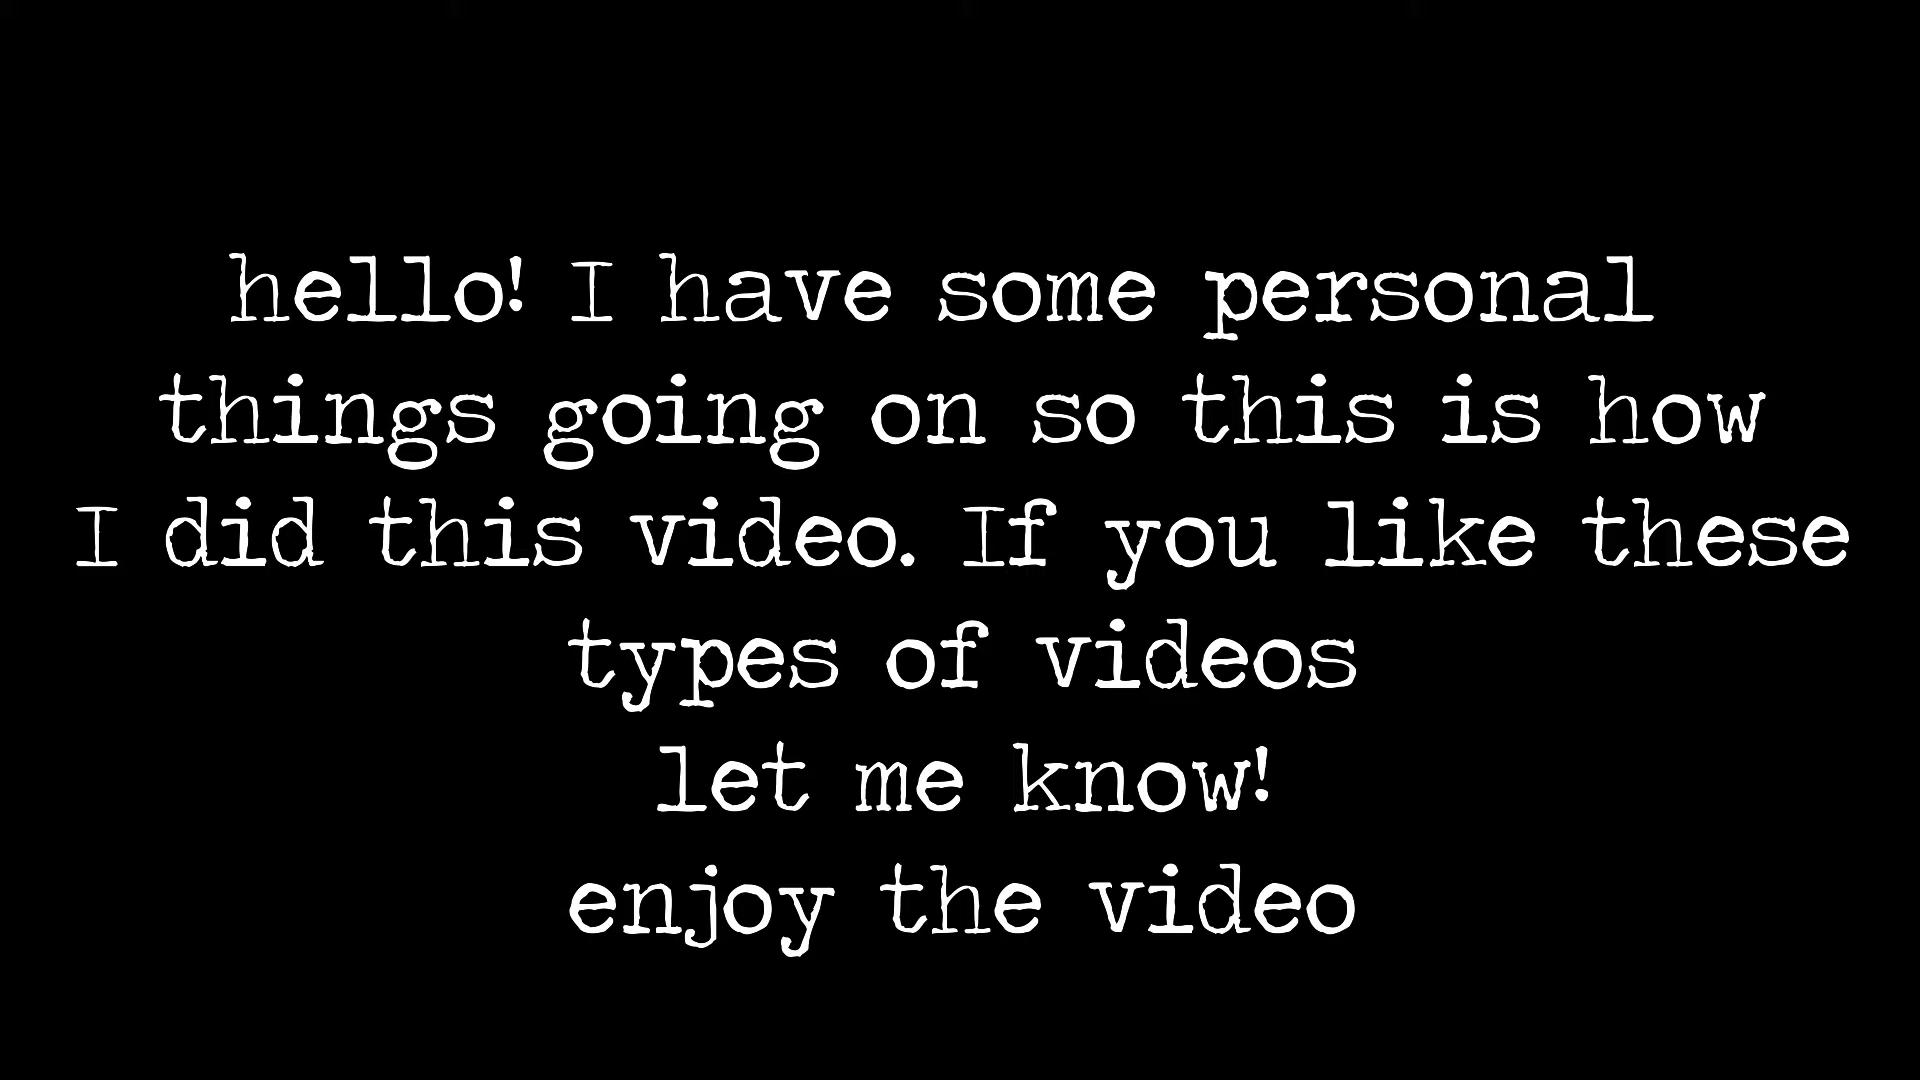 hello! I have some personal
things going on so this is how
I did this video. If you like these
types of videos
let me know!
enjoy the video